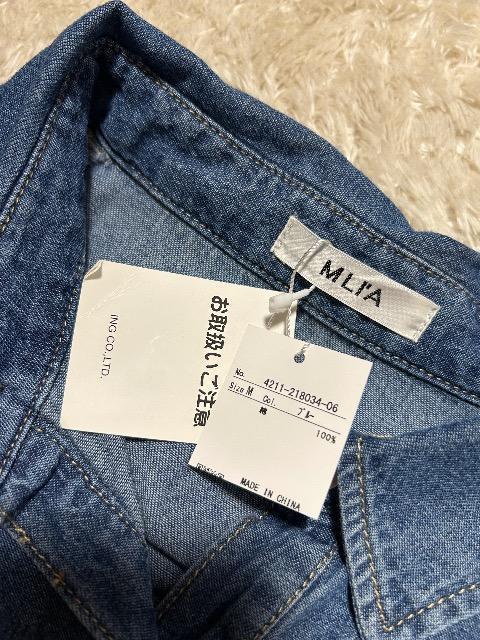 MLI'A
お取扱いご注意
ING CO.,LTD.
No. 4211-218034-06
Size M Col. ブルー
綿 100%
MADE IN CHINA